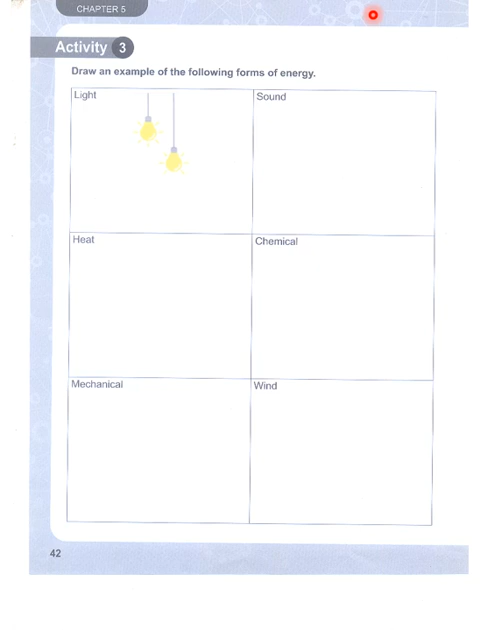 CHAPTER 5
Activity 3
Draw an example of the following forms of energy.
Light
Sound
Heat
Chemical
Mechanical
Wind
42